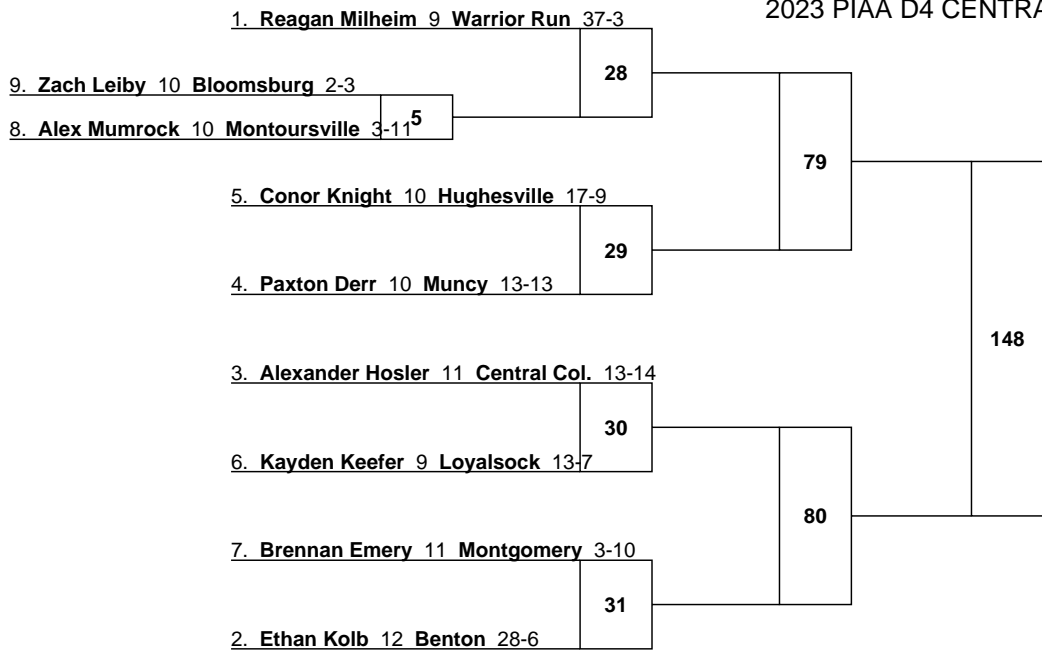 2023 PIAA D4 CENTRA
1. Reagan Milheim 9 Warrior Run 37-3
28
9. Zach Leiby 10 Bloomsburg 2-3
5
8. Alex Mumrock 10 Montoursville 3-11
79
5. Conor Knight 10 Hughesville 17-9
29
4. Paxton Derr 10 Muncy 13-13
148
3. Alexander Hosler 11 Central Col. 13-14
30
6. Kayden Keefer 9 Loyalsock 13-7
80
7. Brennan Emery 11 Montgomery 3-10
31
2. Ethan Kolb 12 Benton 28-6